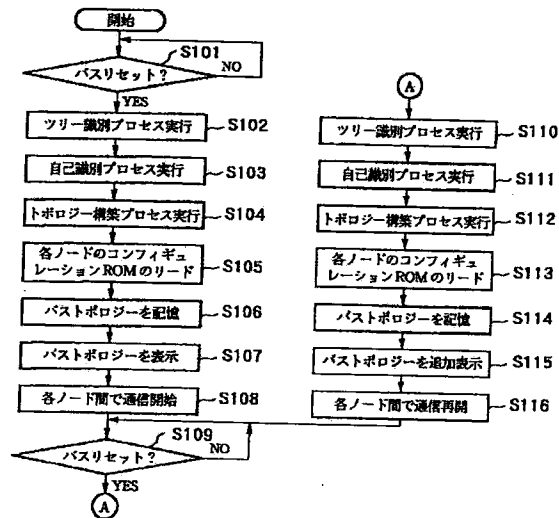 開始
S101
バスリセット？
NO
YES
ツリー識別プロセス実行
S102
自己識別プロセス実行
S103
トポロジー構築プロセス実行
S104
各ノードのコンフィギュ
レーションROMのリード
S105
バストポロジーを記憶
S106
バストポロジーを表示
S107
各ノード間で通信開始
S108
S109
バスリセット？
NO
YES
A
A
ツリー識別プロセス実行
S110
自己識別プロセス実行
S111
トポロジー構築プロセス実行
S112
各ノードのコンフィギュ
レーションROMのリード
S113
バストポロジーを記憶
S114
バストポロジーを追加表示
S115
各ノード間で通信再開
S116